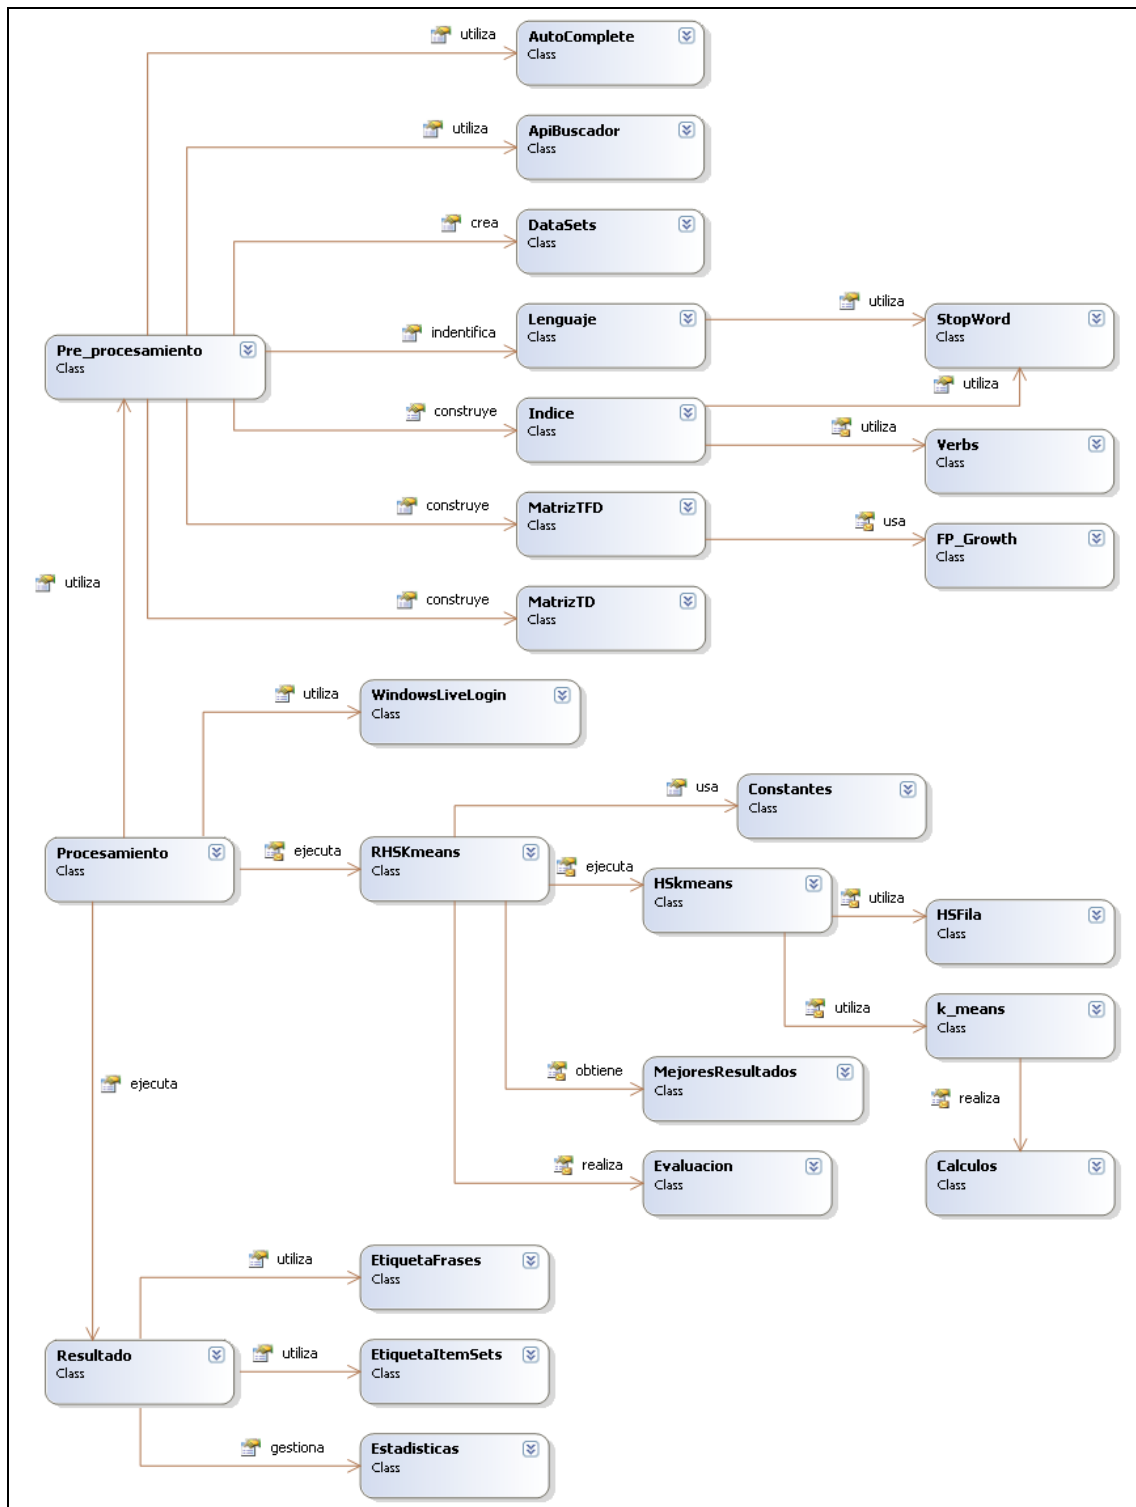 utiliza
AutoComplete
Class
utiliza
ApiBuscador
Class
crea
DataSets
Class
indentifica
Lenguaje
Class
utiliza
StopWord
Class
Pre_procesamiento
Class
utiliza
construye
Indice
Class
utiliza
Verbs
Class
construye
MatrizTFD
Class
usa
FP_Growth
Class
utiliza
construye
MatrizTD
Class
utiliza
WindowsLiveLogin
Class
usa
Constantes
Class
Procesamiento
Class
ejecuta
RHSKmeans
Class
ejecuta
HSkmeans
Class
utiliza
HSFila
Class
utiliza
k_means
Class
obtiene
MejoresResultados
Class
ejecuta
realiza
realiza
Evaluacion
Class
Calculos
Class
utiliza
EtiquetaFrases
Class
Resultado
Class
utiliza
EtiquetaItemSets
Class
gestiona
Estadisticas
Class